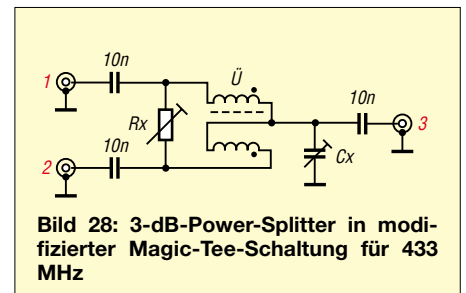 10n
Ü
1
10n
Rx
3
10n
2
Cx
Bild 28: 3-dB-Power-Splitter in modi-
fizierter Magic-Tee-Schaltung für 433
MHz